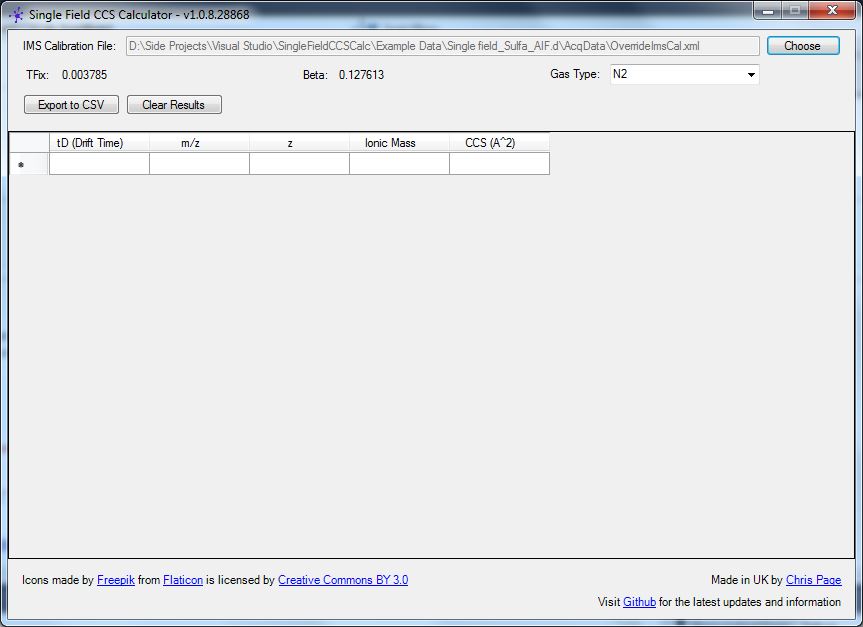 Single Field CCS Calculator - v1.0.8.28868
IMS Calibration File: D:\Side Projects\Visual Studio\SingleFieldCCSCalc\Example Data\Single field_Sulfa_AIF.d\AcqData\OverrideImsCal.xml Choose
TFix: 0.003785 Beta: 0.127613 Gas Type: N2
Export to CSV Clear Results
tD (Drift Time) m/z z Ionic Mass CCS (A^2)
*
Icons made by Freepik from Flaticon is licensed by Creative Commons BY 3.0 Made in UK by Chris Page
Visit Github for the latest updates and information